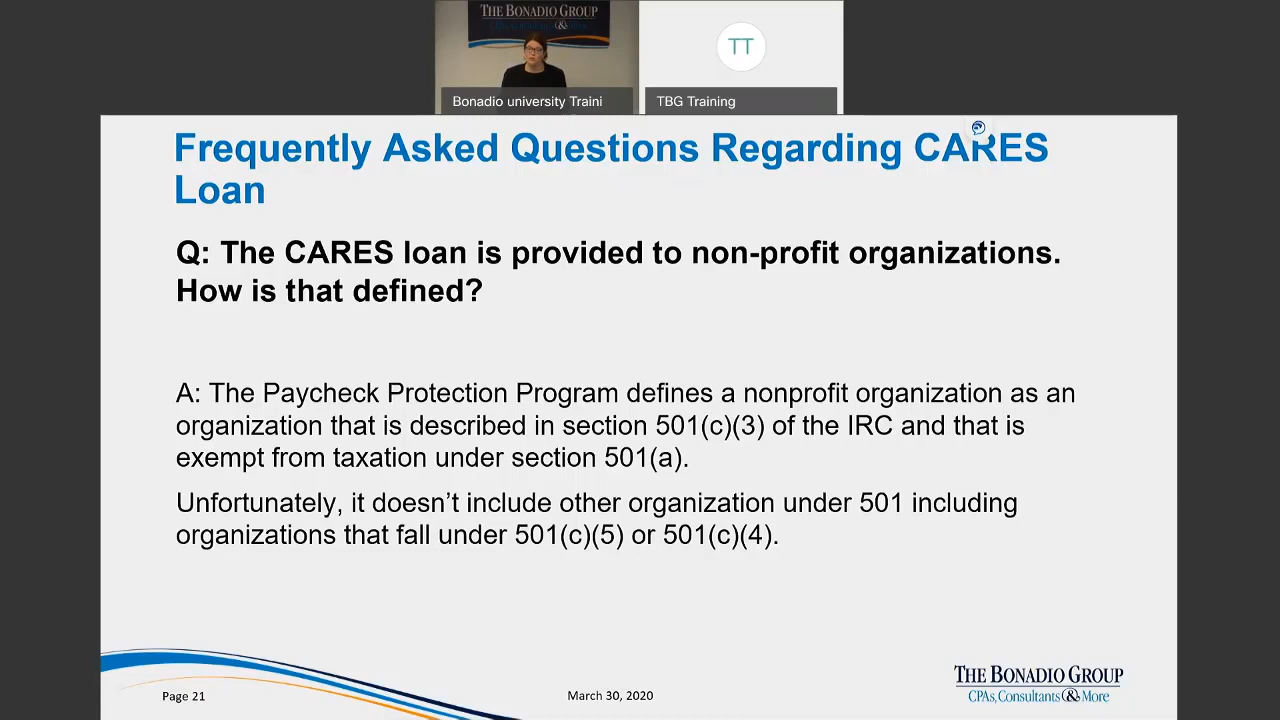 THE BONADIO GROUP
CPAs, Consultants & More
Bonadio university Traini
TT
TBG Training
Frequently Asked Questions Regarding CARES
Loan
Q: The CARES loan is provided to non-profit organizations.
How is that defined?
A: The Paycheck Protection Program defines a nonprofit organization as an
organization that is described in section 501(c)(3) of the IRC and that is
exempt from taxation under section 501(a).
Unfortunately, it doesn't include other organization under 501 including
organizations that fall under 501(c)(5) or 501(c)(4).
Page 21
March 30, 2020
THE BONADIO GROUP
CPAs, Consultants & More